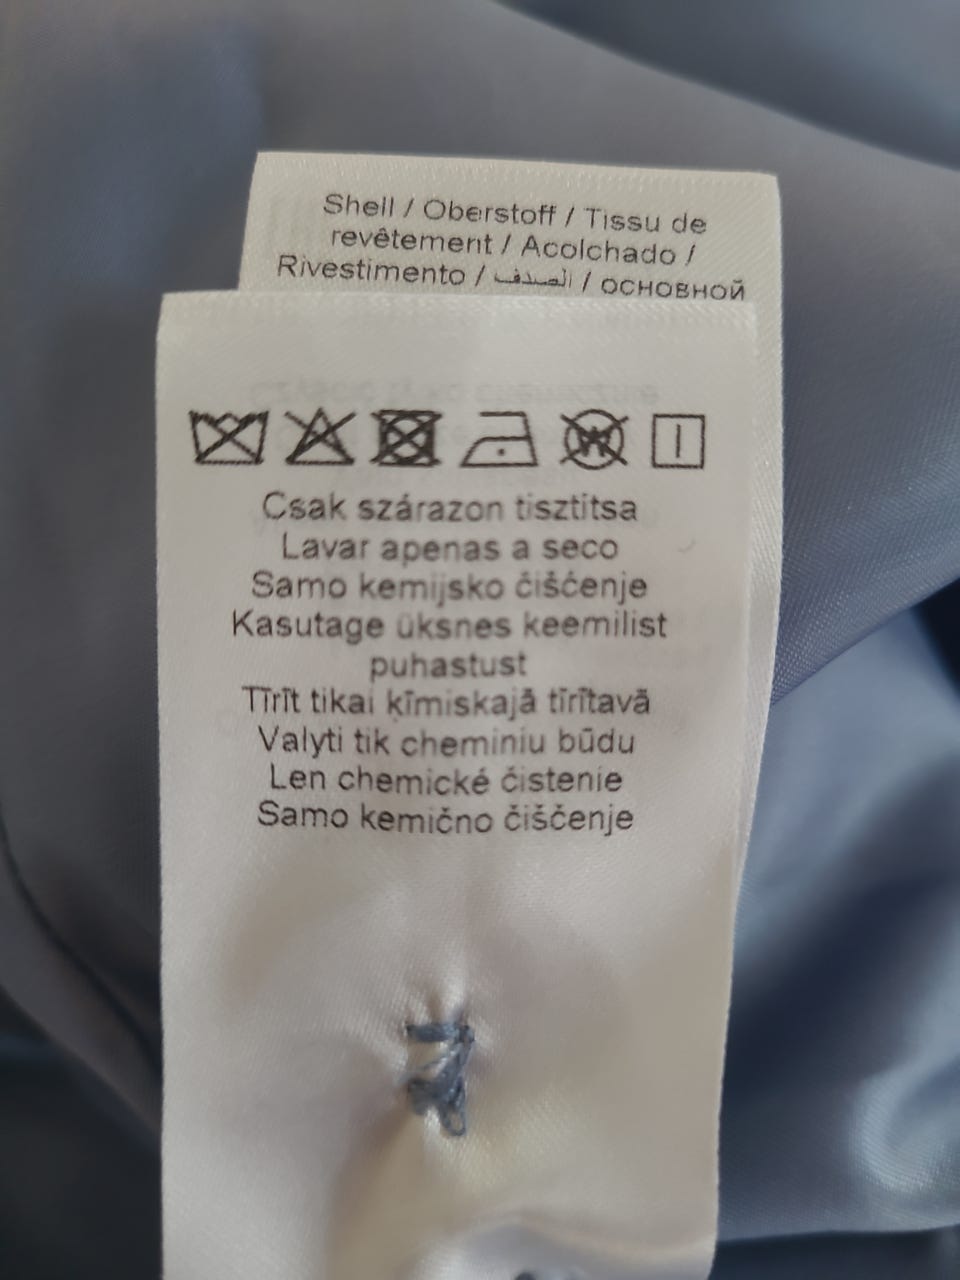 Shell / Oberstoff / Tissu de
revêtement / Acolchado /
Rivestimento / الصدف / основной
W
Csak szárazon tisztítsa
Lavar apenas a seco
Samo kemijsko čišćenje
Kasutage üksnes keemilist
puhastust
Tīrīt tikai ķīmiskajā tīrītavā
Valyti tik cheminiu būdu
Len chemické čistenie
Samo kemično čiščenje